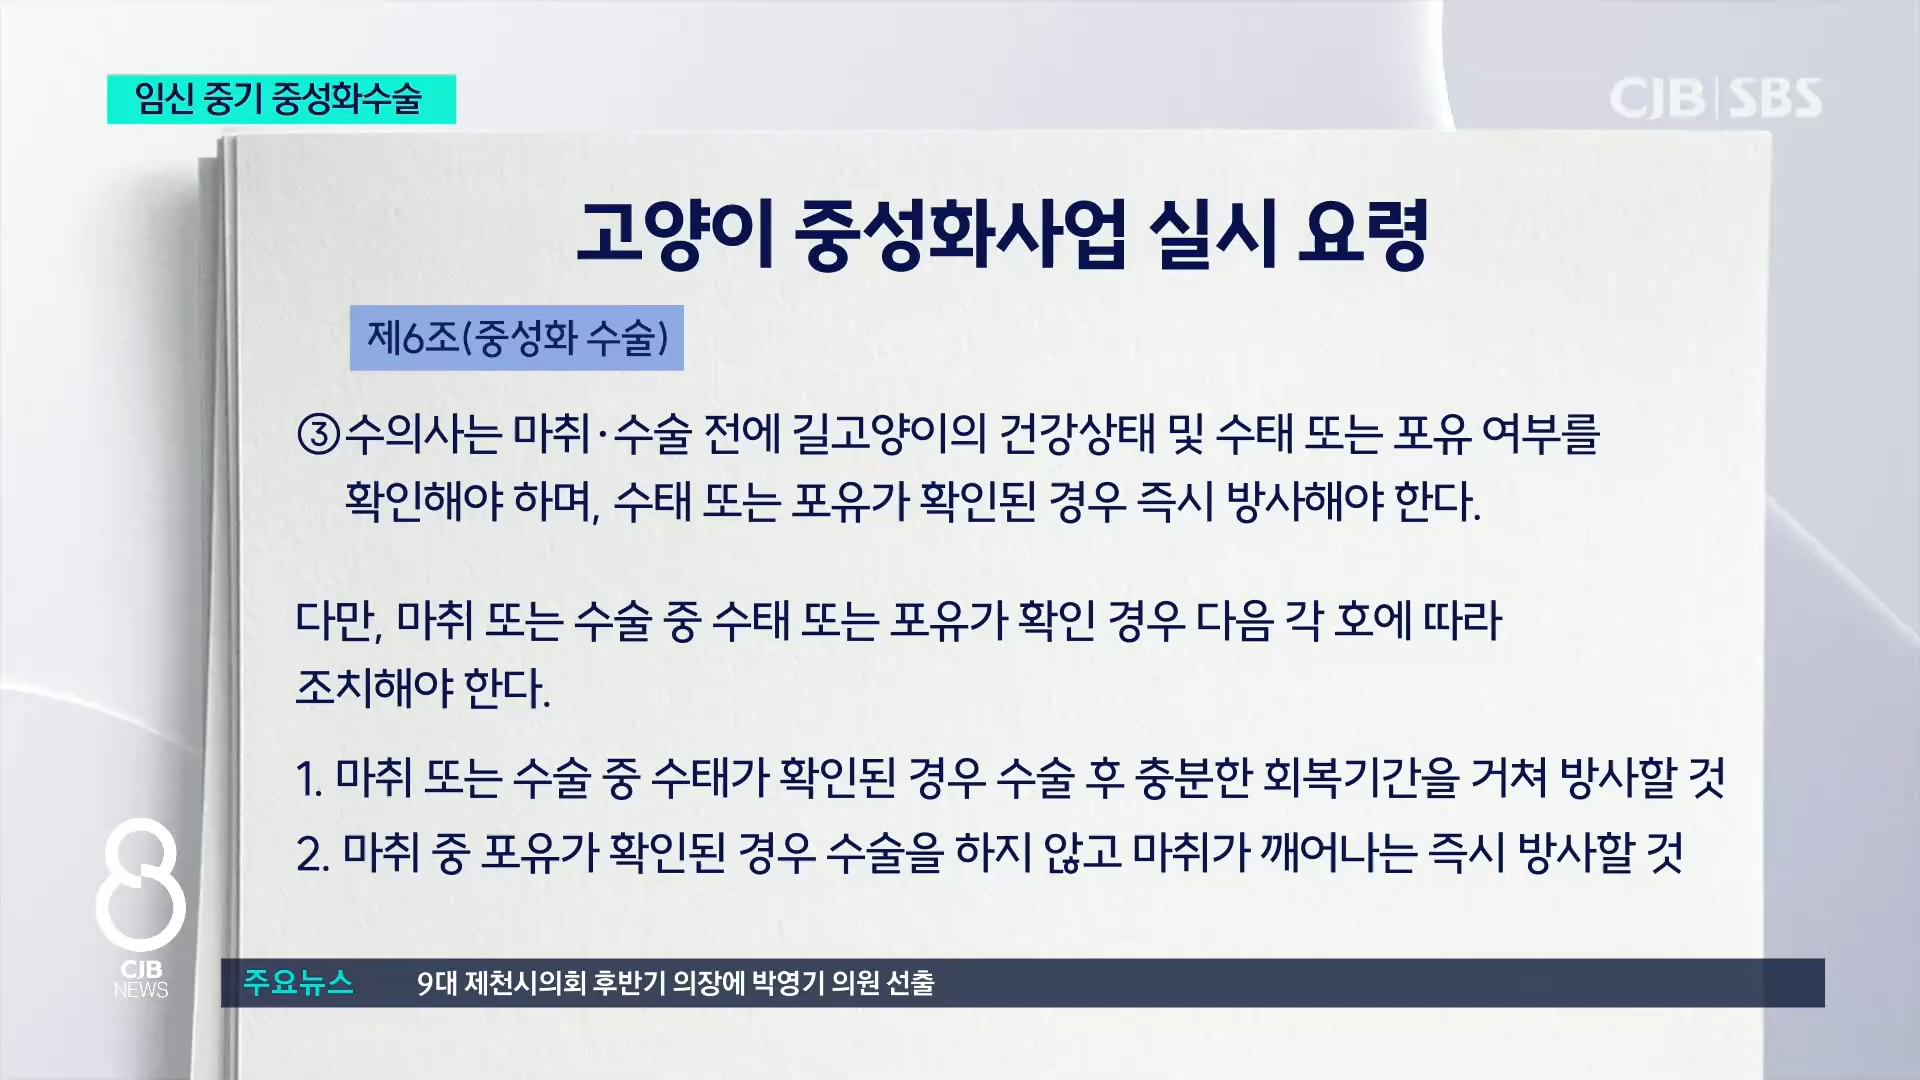 임신 중기 중성화수술
CJB SBS
고양이 중성화사업 실시 요령
제6조(중성화 수술)
③수의사는 마취·수술 전에 길고양이의 건강상태 및 수태 또는 포유 여부를
확인해야 하며, 수태 또는 포유가 확인된 경우 즉시 방사해야 한다.
다만, 마취 또는 수술 중 수태 또는 포유가 확인 경우 다음 각 호에 따라
조치해야 한다.
1. 마취 또는 수술 중 수태가 확인된 경우 수술 후 충분한 회복기간을 거쳐 방사할 것
2. 마취 중 포유가 확인된 경우 수술을 하지 않고 마취가 깨어나는 즉시 방사할 것
8
CJB
NEWS
주요뉴스 9대 제천시의회 후반기 의장에 박영기 의원 선출